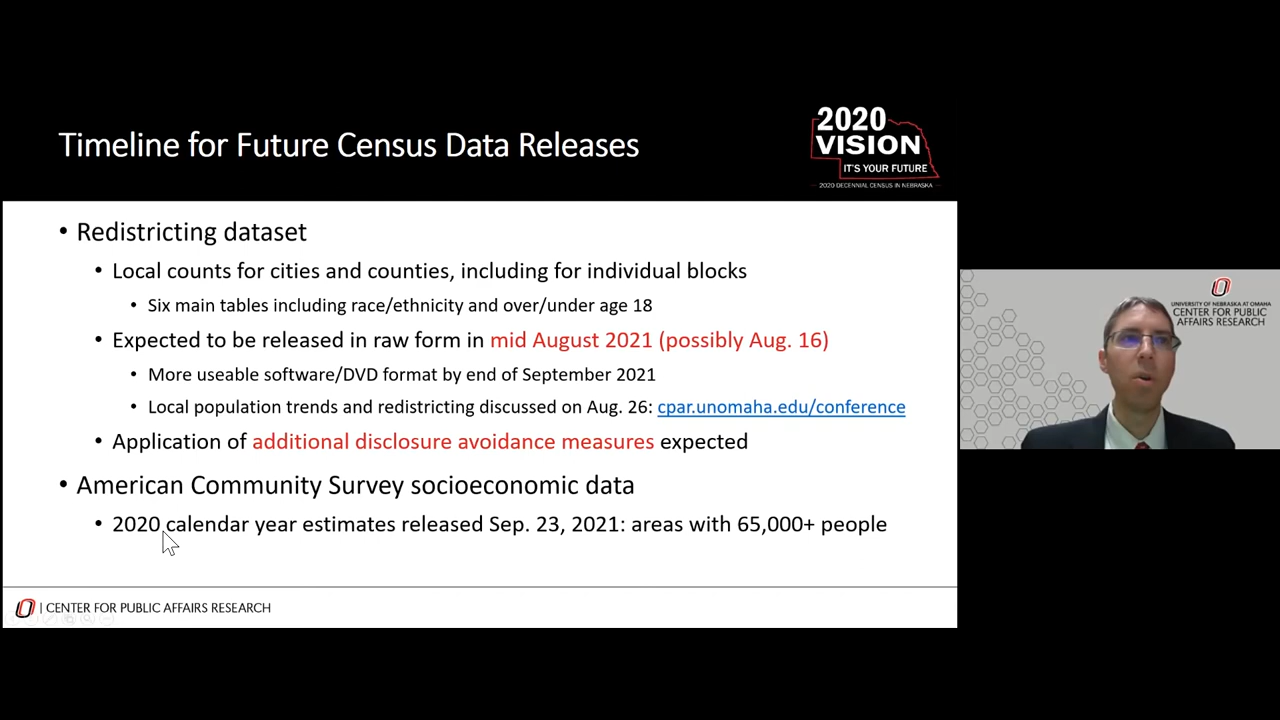 Timeline for Future Census Data Releases
2020
VISION
IT'S YOUR FUTURE
2020 DECENNIAL CENSUS IN NEBRASKA
• Redistricting dataset
• Local counts for cities and counties, including for individual blocks
• Six main tables including race/ethnicity and over/under age 18
• Expected to be released in raw form in mid August 2021 (possibly Aug. 16)
• More useable software/DVD format by end of September 2021
• Local population trends and redistricting discussed on Aug. 26: cpar.unomaha.edu/conference
• Application of additional disclosure avoidance measures expected
• American Community Survey socioeconomic data
• 2020 calendar year estimates released Sep. 23, 2021: areas with 65,000+ people
O | CENTER FOR PUBLIC AFFAIRS RESEARCH
O
UNIVERSITY OF NEBRASKA AT OMAHA
CENTER FOR PUBLIC
AFFAIRS RESEARCH